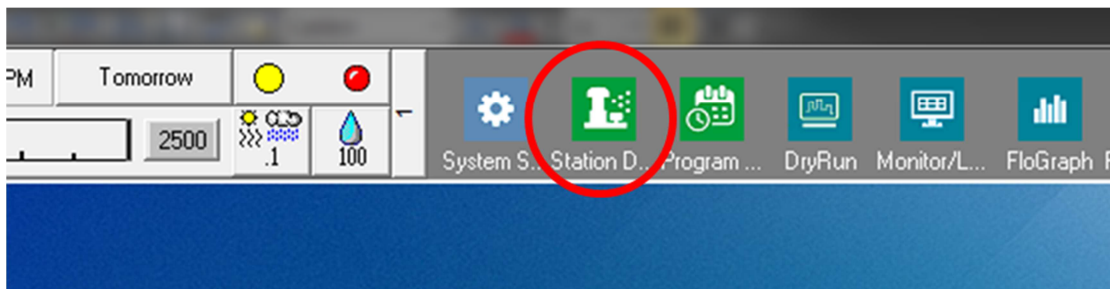 PM Tomorrow
2500 .1 100
System S... Station D... Program ... DryRun Monitor/L... FloGraph